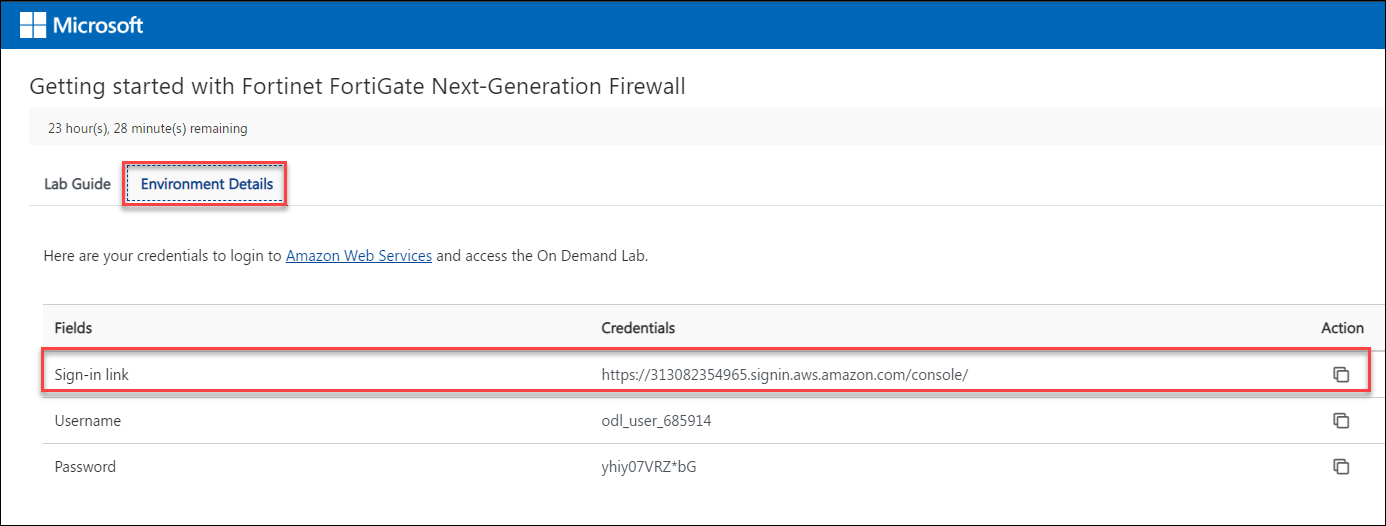 Microsoft
Getting started with Fortinet FortiGate Next-Generation Firewall
23 hour(s), 28 minute(s) remaining
Lab Guide Environment Details
Here are your credentials to login to Amazon Web Services and access the On Demand Lab.
Fields Credentials Action
Sign-in link https://313082354965.signin.aws.amazon.com/console/
Username odl_user_685914
Password yhiy07VRZ*bG